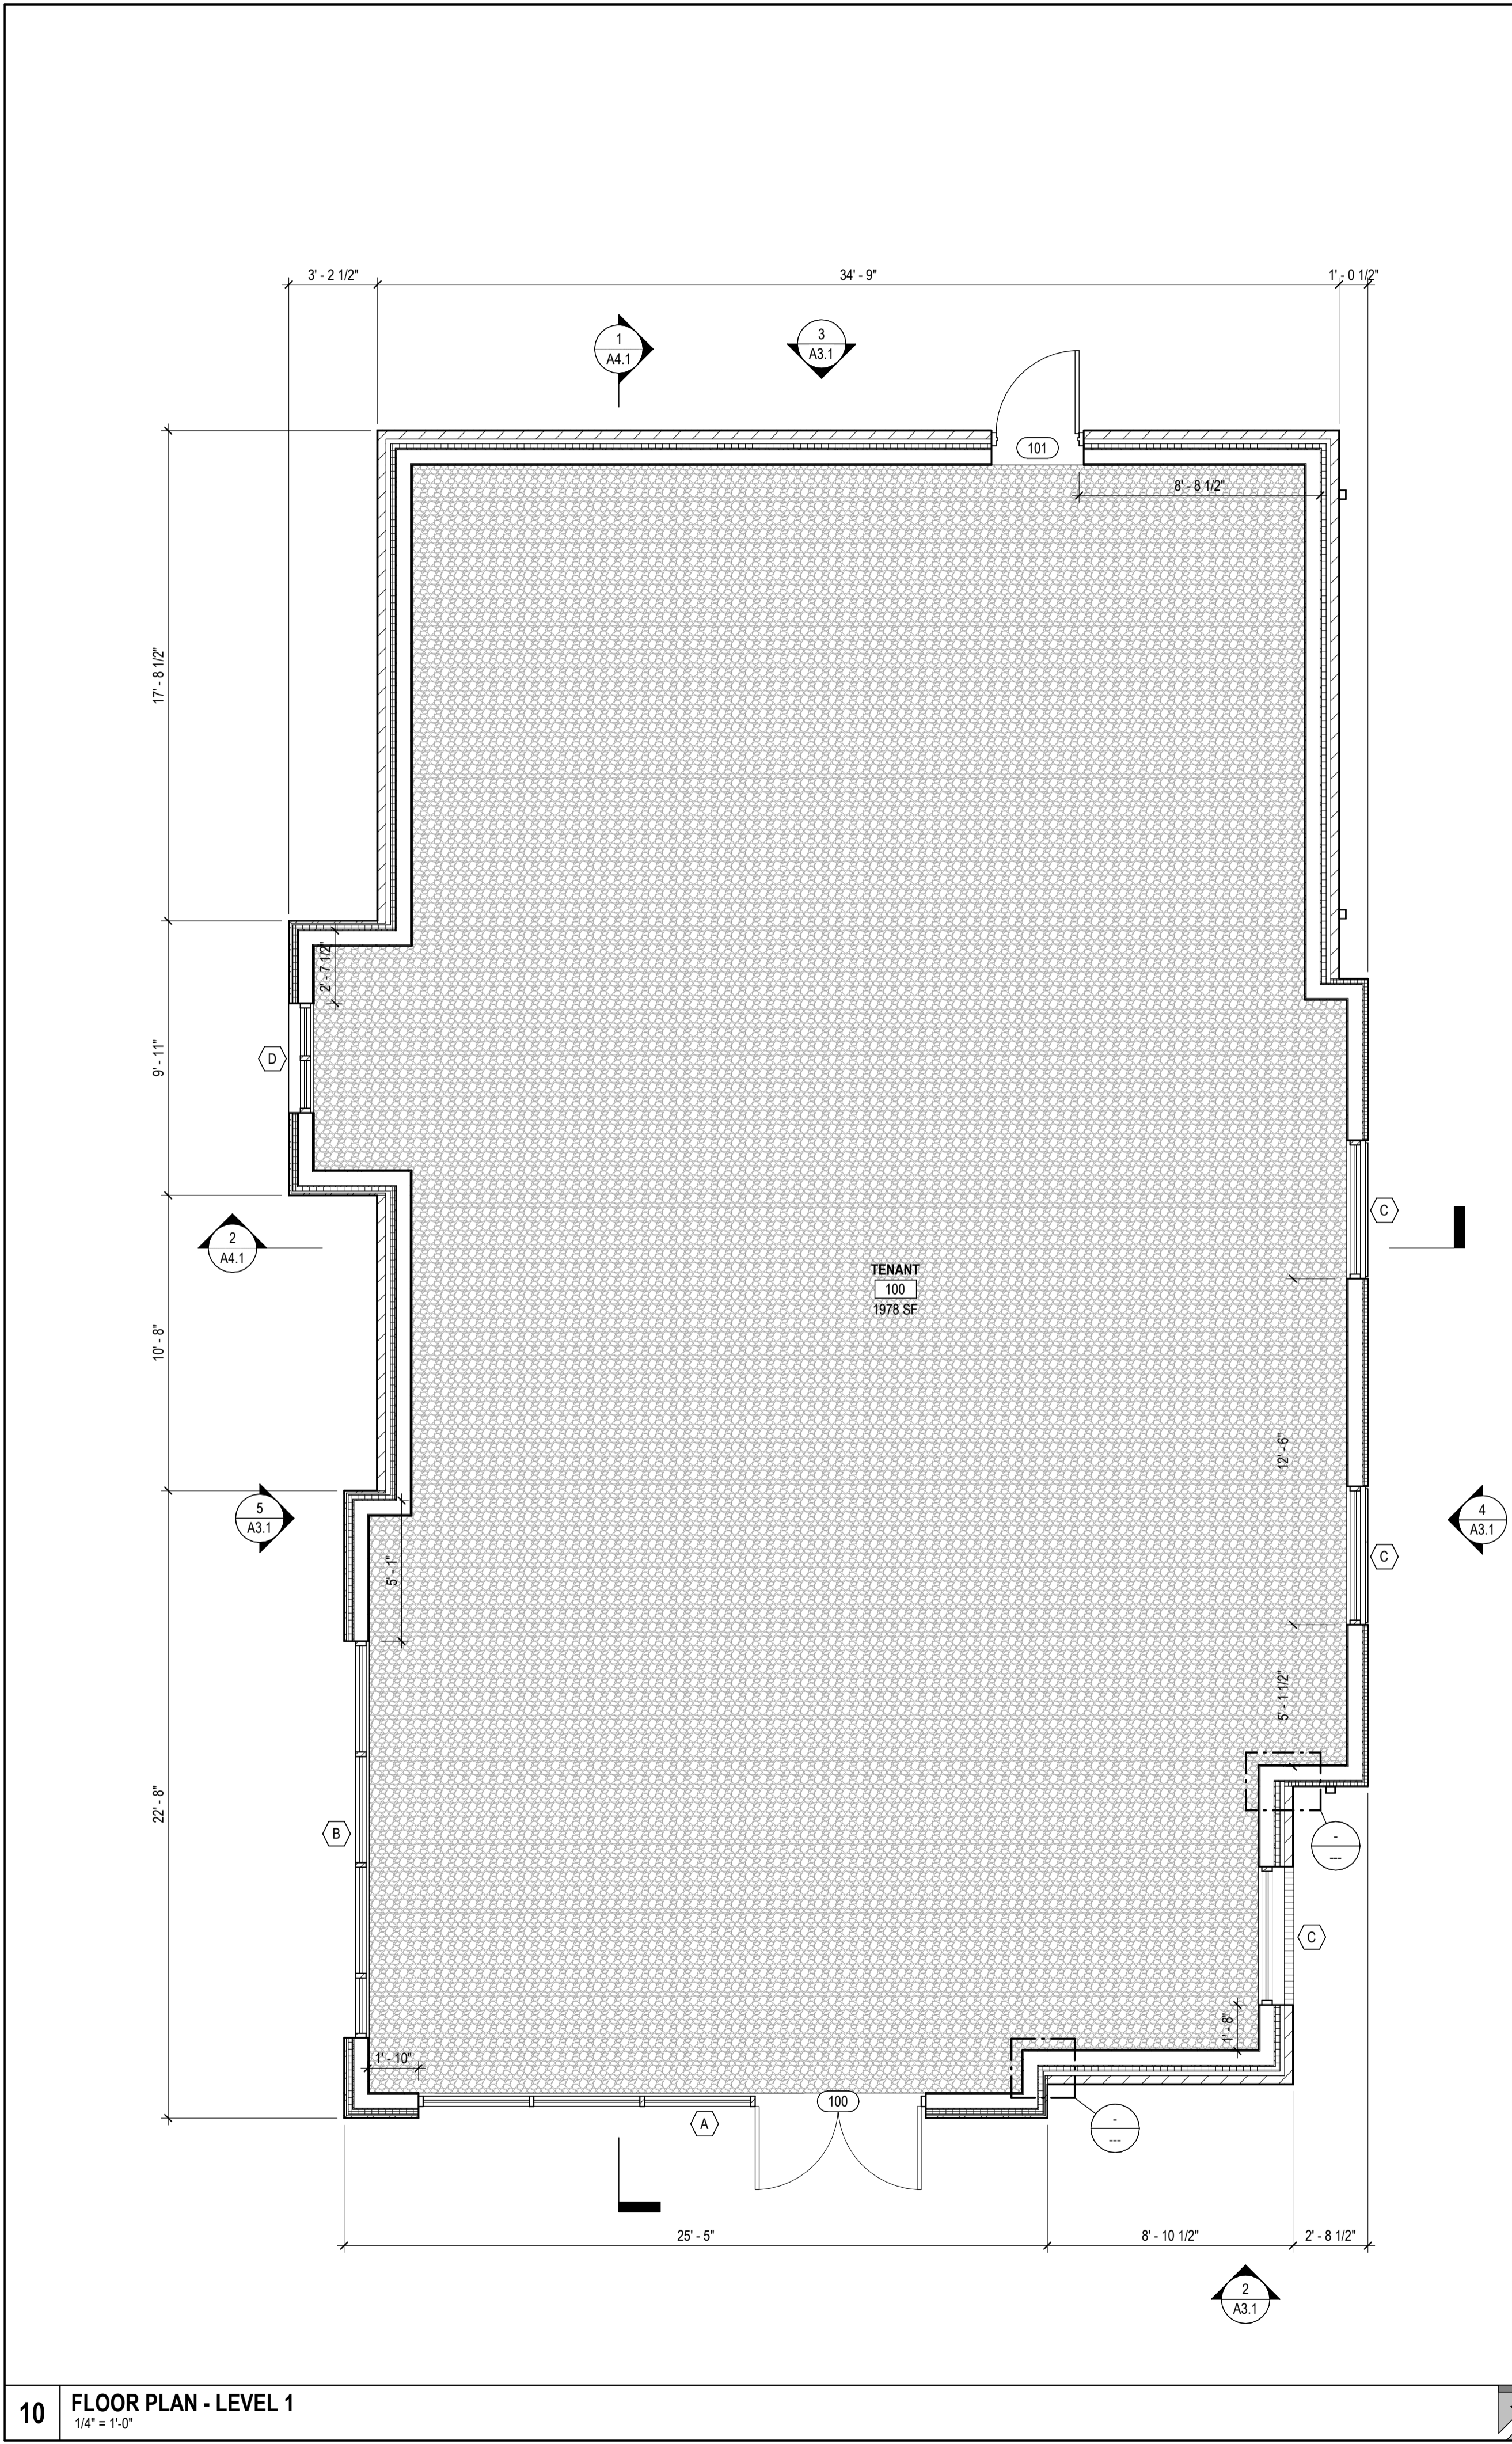 3' - 2 1/2"
34' - 9"
1' - 0 1/2"
1
A4.1
3
A3.1
101
8' - 8 1/2"
17' - 8 1/2"
2' - 7 1/2"
D
9' - 11"
C
2
A4.1
TENANT
100
1978 SF
10' - 8"
12' - 6"
5
A3.1
4
A3.1
C
5' - 1"
5' - 1 1/2"
22' - 8"
B
-
---
C
1' - 8"
1' - 10"
100
A
-
---
25' - 5"
8' - 10 1/2"
2' - 8 1/2"
2
A3.1
10
FLOOR PLAN - LEVEL 1
1/4" = 1'-0"